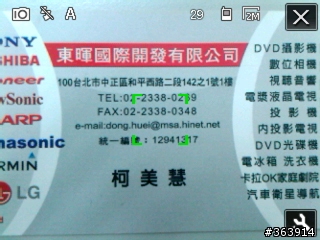 A
29
2M
東暉國際開發有限公司
100台北市中正區和平西路二段142之1號1樓
TEL:02-2338-0249
FAX:02-2338-0348
e-mail:dong.huei@msa.hinet.net
統一編號:12941317
柯美慧
ONY
SHIBA
oneer
ewSonic
ARP
nasonic
RMIN
LG
DVD攝影機
數位相機
視聽音響
電漿液晶電視
投影機
內投影電視
DVD光碟機
電冰箱 洗衣機
卡拉OK家庭劇院
汽車衛星導航
#363914